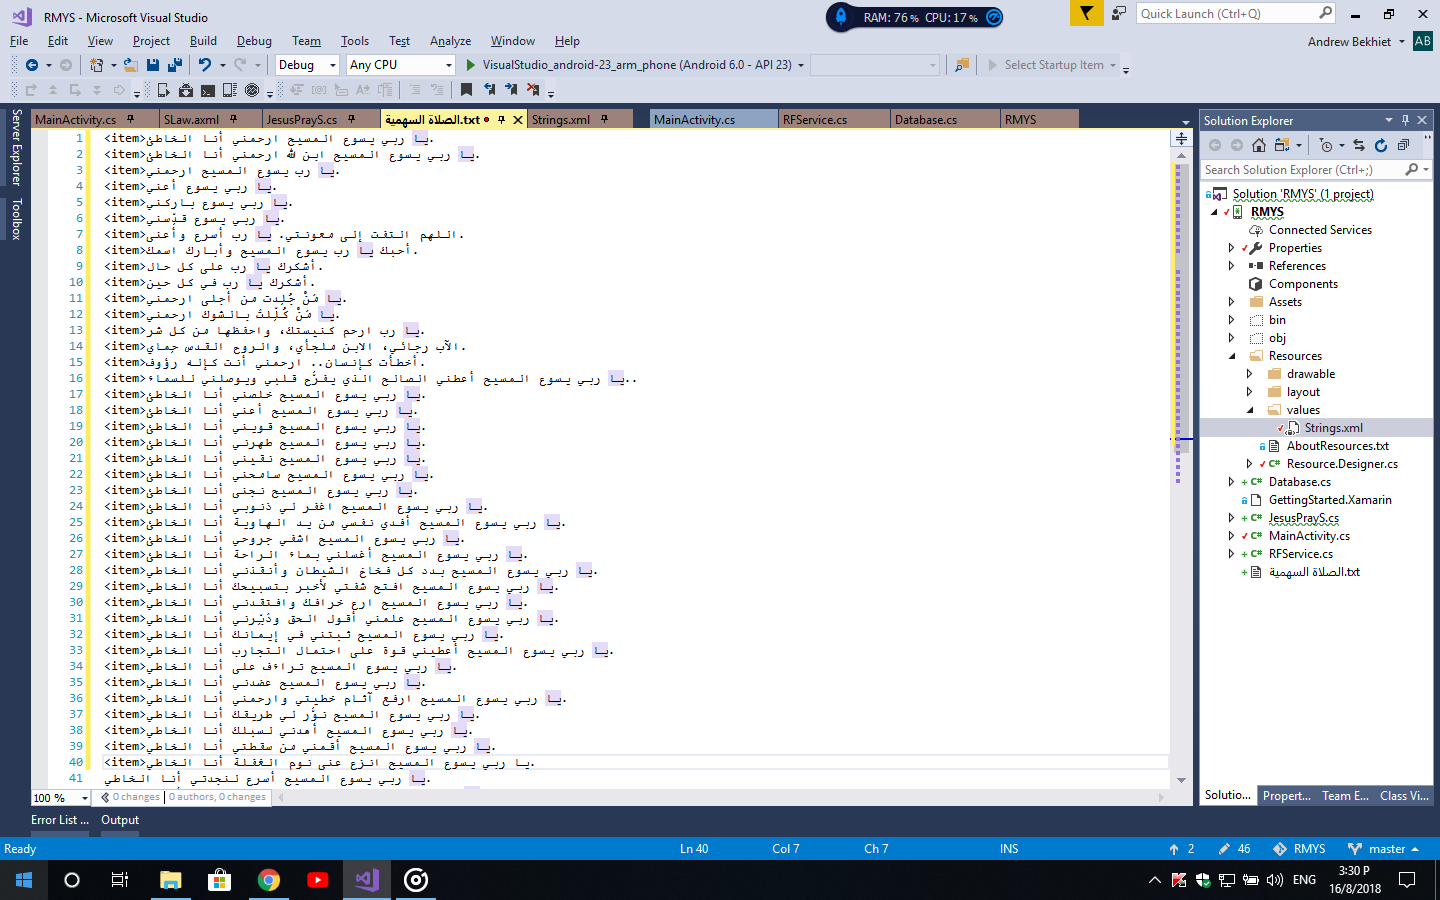 RMYS - Microsoft Visual Studio
RAM: 76 % CPU: 17 %
Quick Launch (Ctrl+Q)
File Edit View Project Build Debug Team Tools Test Analyze Window Help
Andrew Bekhiet AB
Debug Any CPU VisualStudio_android-23_arm_phone (Android 6.0 - API 23) Select Startup Item
Server Explorer
Toolbox
MainActivity.cs SLaw.axml JesusPrayS.cs الصلاة السهمية.txt Strings.xml MainActivity.cs RFService.cs Database.cs RMYS
1 <item>يا ربي يسوع المسيح ارحمني أنا الخاطئ.
2 <item>يا ربي يسوع المسيح ابن الله ارحمني أنا الخاطئ.
3 <item>يا رب يسوع المسيح ارحمني.
4 <item>يا ربي يسوع أعني.
5 <item>يا ربي يسوع باركني.
6 <item>يا ربي يسوع قدّسني.
7 <item>اللهم التفت إلى معونتي. يا رب أسرع وأعنى.
8 <item>أحبك يا رب يسوع المسيح وأبارك اسمك.
9 <item>أشكرك يا رب على كل حال.
10 <item>أشكرك يا رب في كل حين.
11 <item>يا مَنْ جُلِدت من أجلى ارحمني.
12 <item>يا مَنْ كُلِّلتَ بالشوك ارحمني.
13 <item>يا رب ارحم كنيستك، واحفظها من كل شر.
14 <item>الآب رجائي، الابن ملجأي، والروح القدس حِماي.
15 <item>أخطأت كإنسان.. ارحمني أنت كإله رؤوف.
16 <item>يا ربي يسوع المسيح أعطني الصالح الذي يفرّح قلبي ويوصلني للسماء..
17 <item>يا ربي يسوع المسيح خلصني أنا الخاطئ.
18 <item>يا ربي يسوع المسيح أعني أنا الخاطئ.
19 <item>يا ربي يسوع المسيح قويني أنا الخاطئ.
20 <item>يا ربي يسوع المسيح طهرني أنا الخاطئ.
21 <item>يا ربي يسوع المسيح نقيني أنا الخاطئ.
22 <item>يا ربي يسوع المسيح سامحني أنا الخاطئ.
23 <item>يا ربي يسوع المسيح نجنى أنا الخاطئ.
24 <item>يا ربي يسوع المسيح اغفر لي ذنوبي أنا الخاطئ.
25 <item>يا ربي يسوع المسيح أفدي نفسي من يد الهاوية أنا الخاطئ.
26 <item>يا ربي يسوع المسيح اشفي جروحي أنا الخاطئ.
27 <item>يا ربي يسوع المسيح أغسلني بماء الراحة أنا الخاطئ.
28 <item>يا ربي يسوع المسيح بدد كل فخاخ الشيطان وأنقذني أنا الخاطئ.
29 <item>يا ربي يسوع المسيح افتح شفتي لأخبر بتسبيحك أنا الخاطئ.
30 <item>يا ربي يسوع المسيح ارع خرافك وافتقدني أنا الخاطي.
31 <item>يا ربي يسوع المسيح علمني أقول الحق ودَبّرني أنا الخاطي.
32 <item>يا ربي يسوع المسيح ثبتني في إيمانك أنا الخاطي.
33 <item>يا ربي يسوع المسيح أعطيني قوة على احتمال التجارب أنا الخاطي.
34 <item>يا ربي يسوع المسيح تراءف على أنا الخاطي.
35 <item>يا ربي يسوع المسيح عضدني أنا الخاطي.
36 <item>يا ربي يسوع المسيح ارفع آثام خطيتي وارحمني أنا الخاطي.
37 <item>يا ربي يسوع المسيح نوّر لي طريقك أنا الخاطي.
38 <item>يا ربي يسوع المسيح أهدني لسبلك أنا الخاطي.
39 <item>يا ربي يسوع المسيح أقمني من سقطتي أنا الخاطي.
40 <item>يا ربي يسوع المسيح انزع عنى نوم الغفلة أنا الخاطي.
41 يا ربي يسوع المسيح أسرع لنجدتي أنا الخاطي.
100 % 0 changes | 0 authors, 0 changes
Solution Explorer
Search Solution Explorer (Ctrl+;)
Solution 'RMYS' (1 project)
RMYS
Connected Services
Properties
References
Components
Assets
bin
obj
Resources
drawable
layout
values
Strings.xml
AboutResources.txt
Resource.Designer.cs
Database.cs
GettingStarted.Xamarin
JesusPrayS.cs
MainActivity.cs
RFService.cs
الصلاة السهمية.txt
Solutio... Propert... Team E... Class Vi...
Error List ... Output
Ready Ln 40 Col 7 Ch 7 INS 2 46 RMYS master
ENG 3:30 P
16/8/2018